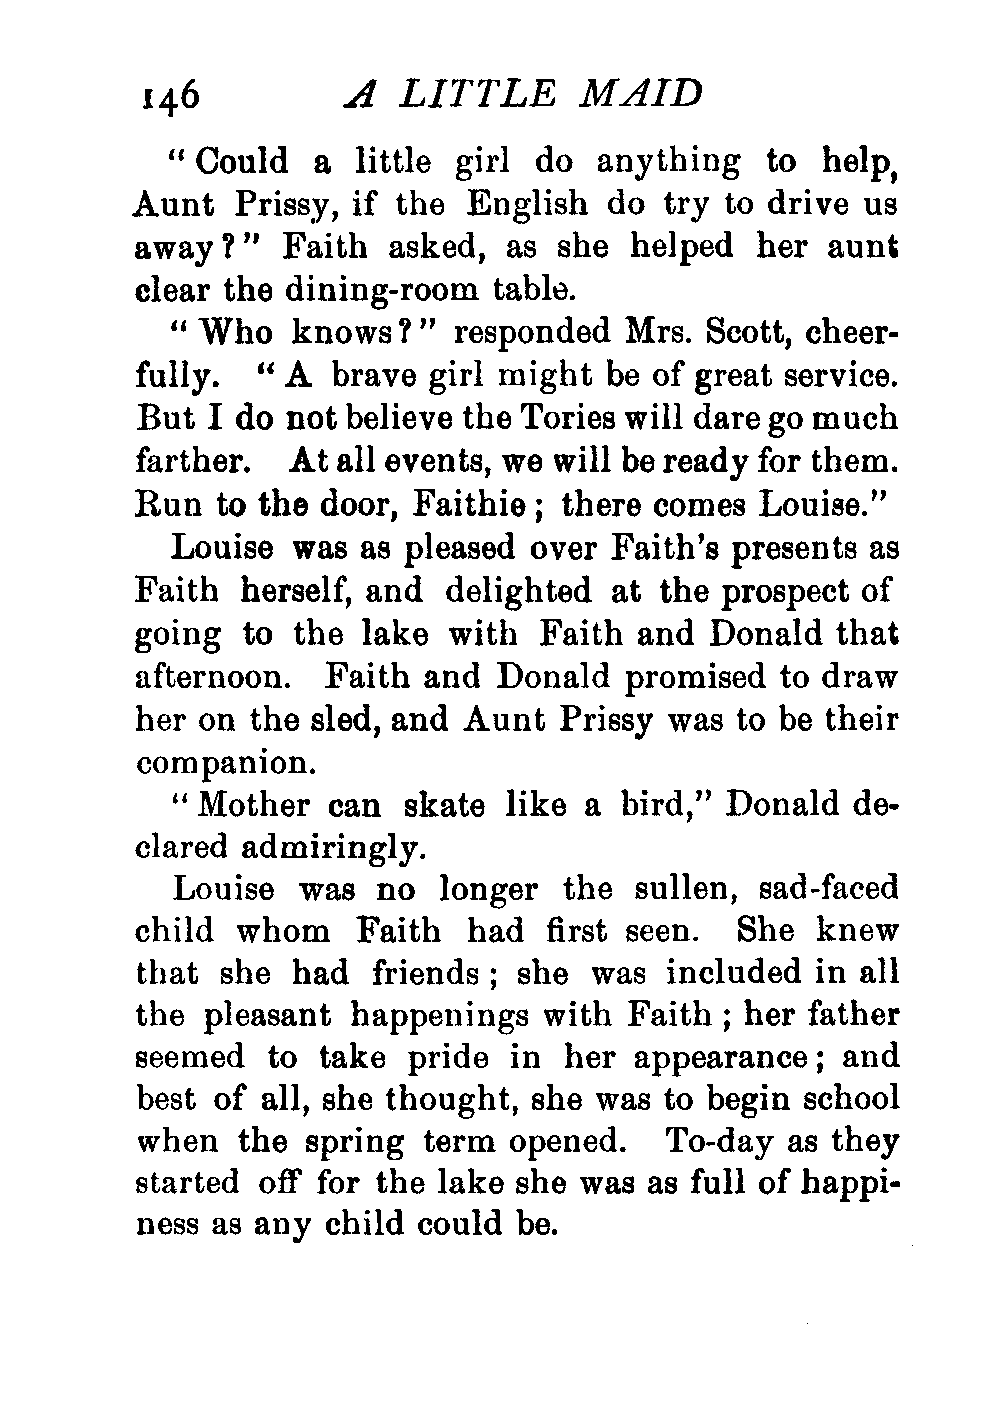 146 A LITTLE MAID
“ Could a little girl do anything to help,
Aunt Prissy, if the English do try to drive us
away ? ” Faith asked, as she helped her aunt
clear the dining-room table.
“ Who knows ? ” responded Mrs. Scott, cheer-
fully. “ A brave girl might be of great service.
But I do not believe the Tories will dare go much
farther. At all events, we will be ready for them.
Run to the door, Faithie ; there comes Louise.”
Louise was as pleased over Faith’s presents as
Faith herself, and delighted at the prospect of
going to the lake with Faith and Donald that
afternoon. Faith and Donald promised to draw
her on the sled, and Aunt Prissy was to be their
companion.
“ Mother can skate like a bird,” Donald de-
clared admiringly.
Louise was no longer the sullen, sad-faced
child whom Faith had first seen. She knew
that she had friends ; she was included in all
the pleasant happenings with Faith ; her father
seemed to take pride in her appearance ; and
best of all, she thought, she was to begin school
when the spring term opened. To-day as they
started off for the lake she was as full of happi-
ness as any child could be.